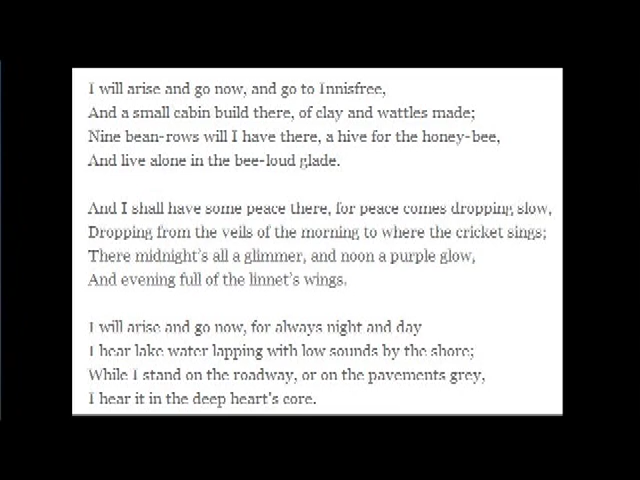 I will arise and go now, and go to Innisfree,
And a small cabin build there, of clay and wattles made;
Nine bean-rows will I have there, a hive for the honey-bee,
And live alone in the bee-loud glade.

And I shall have some peace there, for peace comes dropping slow,
Dropping from the veils of the morning to where the cricket sings;
There midnight's all a glimmer, and noon a purple glow,
And evening full of the linnet's wings.

I will arise and go now, for always night and day
I hear lake water lapping with low sounds by the shore;
While I stand on the roadway, or on the pavements grey,
I hear it in the deep heart's core.